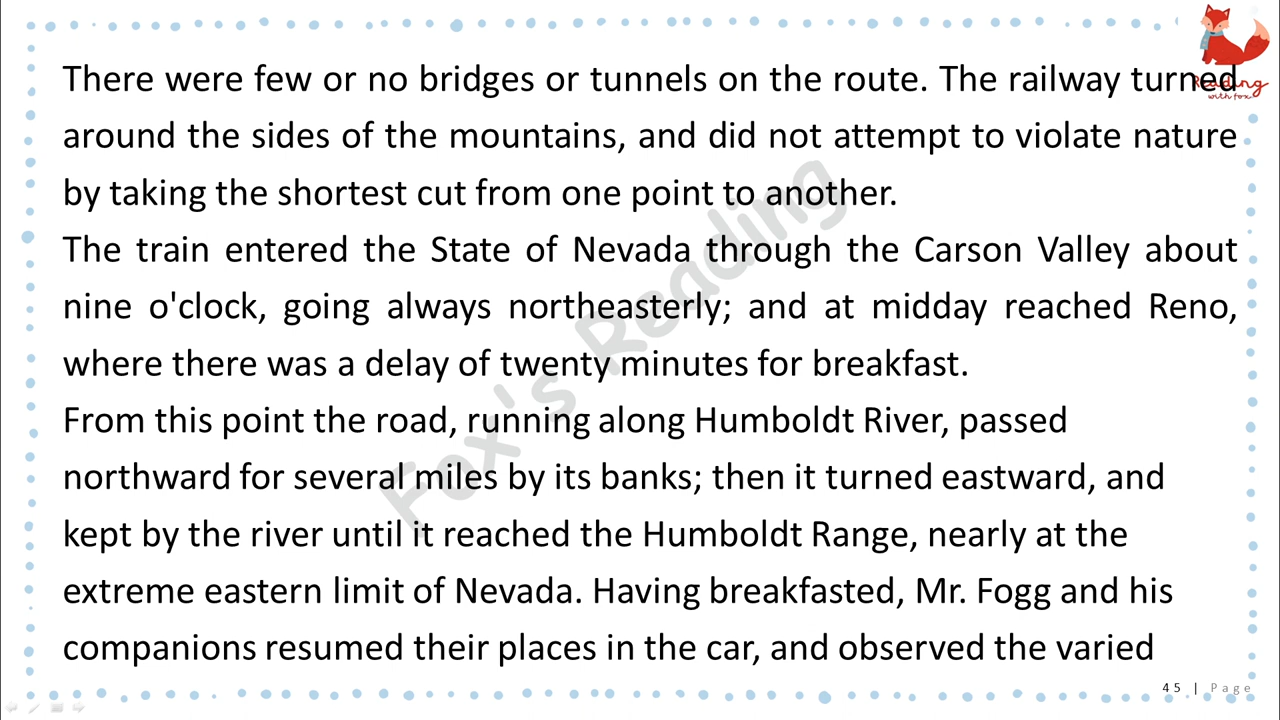 There were few or no bridges or tunnels on the route. The railway turned
around the sides of the mountains, and did not attempt to violate nature
by taking the shortest cut from one point to another.
The train entered the State of Nevada through the Carson Valley about
nine o'clock, going always northeasterly; and at midday reached Reno,
where there was a delay of twenty minutes for breakfast.
From this point the road, running along Humboldt River, passed
northward for several miles by its banks; then it turned eastward, and
kept by the river until it reached the Humboldt Range, nearly at the
extreme eastern limit of Nevada. Having breakfasted, Mr. Fogg and his
companions resumed their places in the car, and observed the varied
Reading
with fox
Fox's Reading
45 | Page